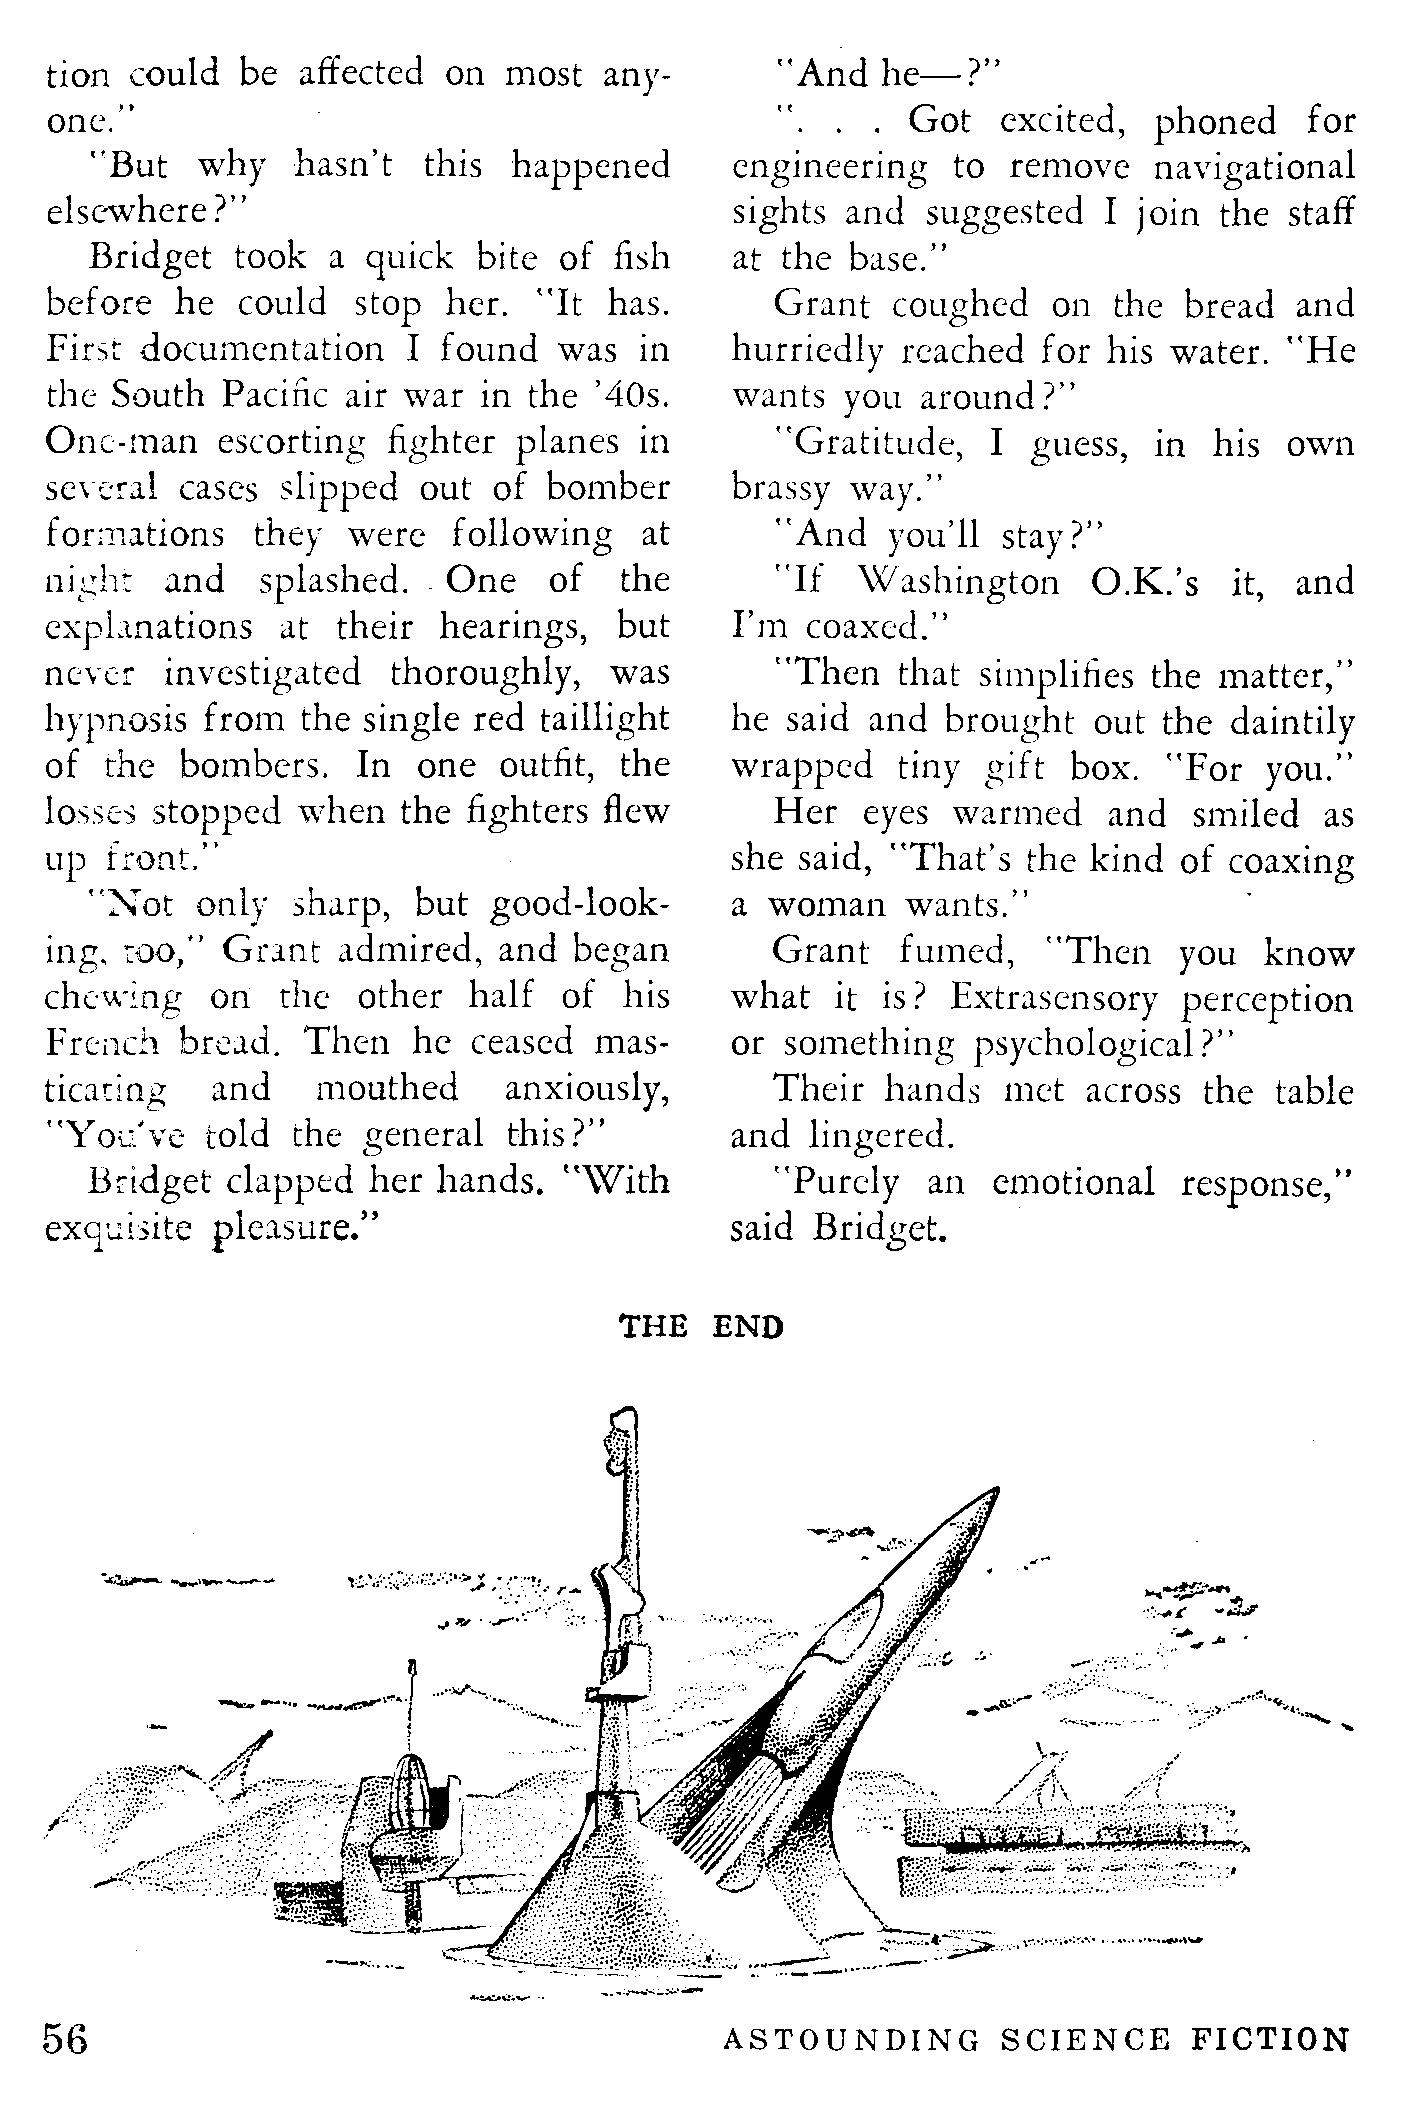 tion could be affected on most any-
one."
"But why hasn't this happened
elsewhere?"
Bridget took a quick bite of fish
before he could stop her. "It has.
First documentation I found was in
the South Pacific air war in the '40s.
One-man escorting fighter planes in
several cases slipped out of bomber
formations they were following at
night and splashed. One of the
explanations at their hearings, but
never investigated thoroughly, was
hypnosis from the single red taillight
of the bombers. In one outfit, the
losses stopped when the fighters flew
up front."
"Not only sharp, but good-look-
ing, too," Grant admired, and began
chewing on the other half of his
French bread. Then he ceased mas-
ticating and mouthed anxiously,
"You've told the general this?"
Bridget clapped her hands. "With
exquisite pleasure."
"And he—?"
". . . Got excited, phoned for
engineering to remove navigational
sights and suggested I join the staff
at the base."
Grant coughed on the bread and
hurriedly reached for his water. "He
wants you around?"
"Gratitude, I guess, in his own
brassy way."
"And you'll stay?"
"If Washington O.K.'s it, and
I'm coaxed."
"Then that simplifies the matter,"
he said and brought out the daintily
wrapped tiny gift box. "For you."
Her eyes warmed and smiled as
she said, "That's the kind of coaxing
a woman wants."
Grant fumed, "Then you know
what it is? Extrasensory perception
or something psychological?"
Their hands met across the table
and lingered.
"Purely an emotional response,"
said Bridget.
THE END
56
ASTOUNDING SCIENCE FICTION